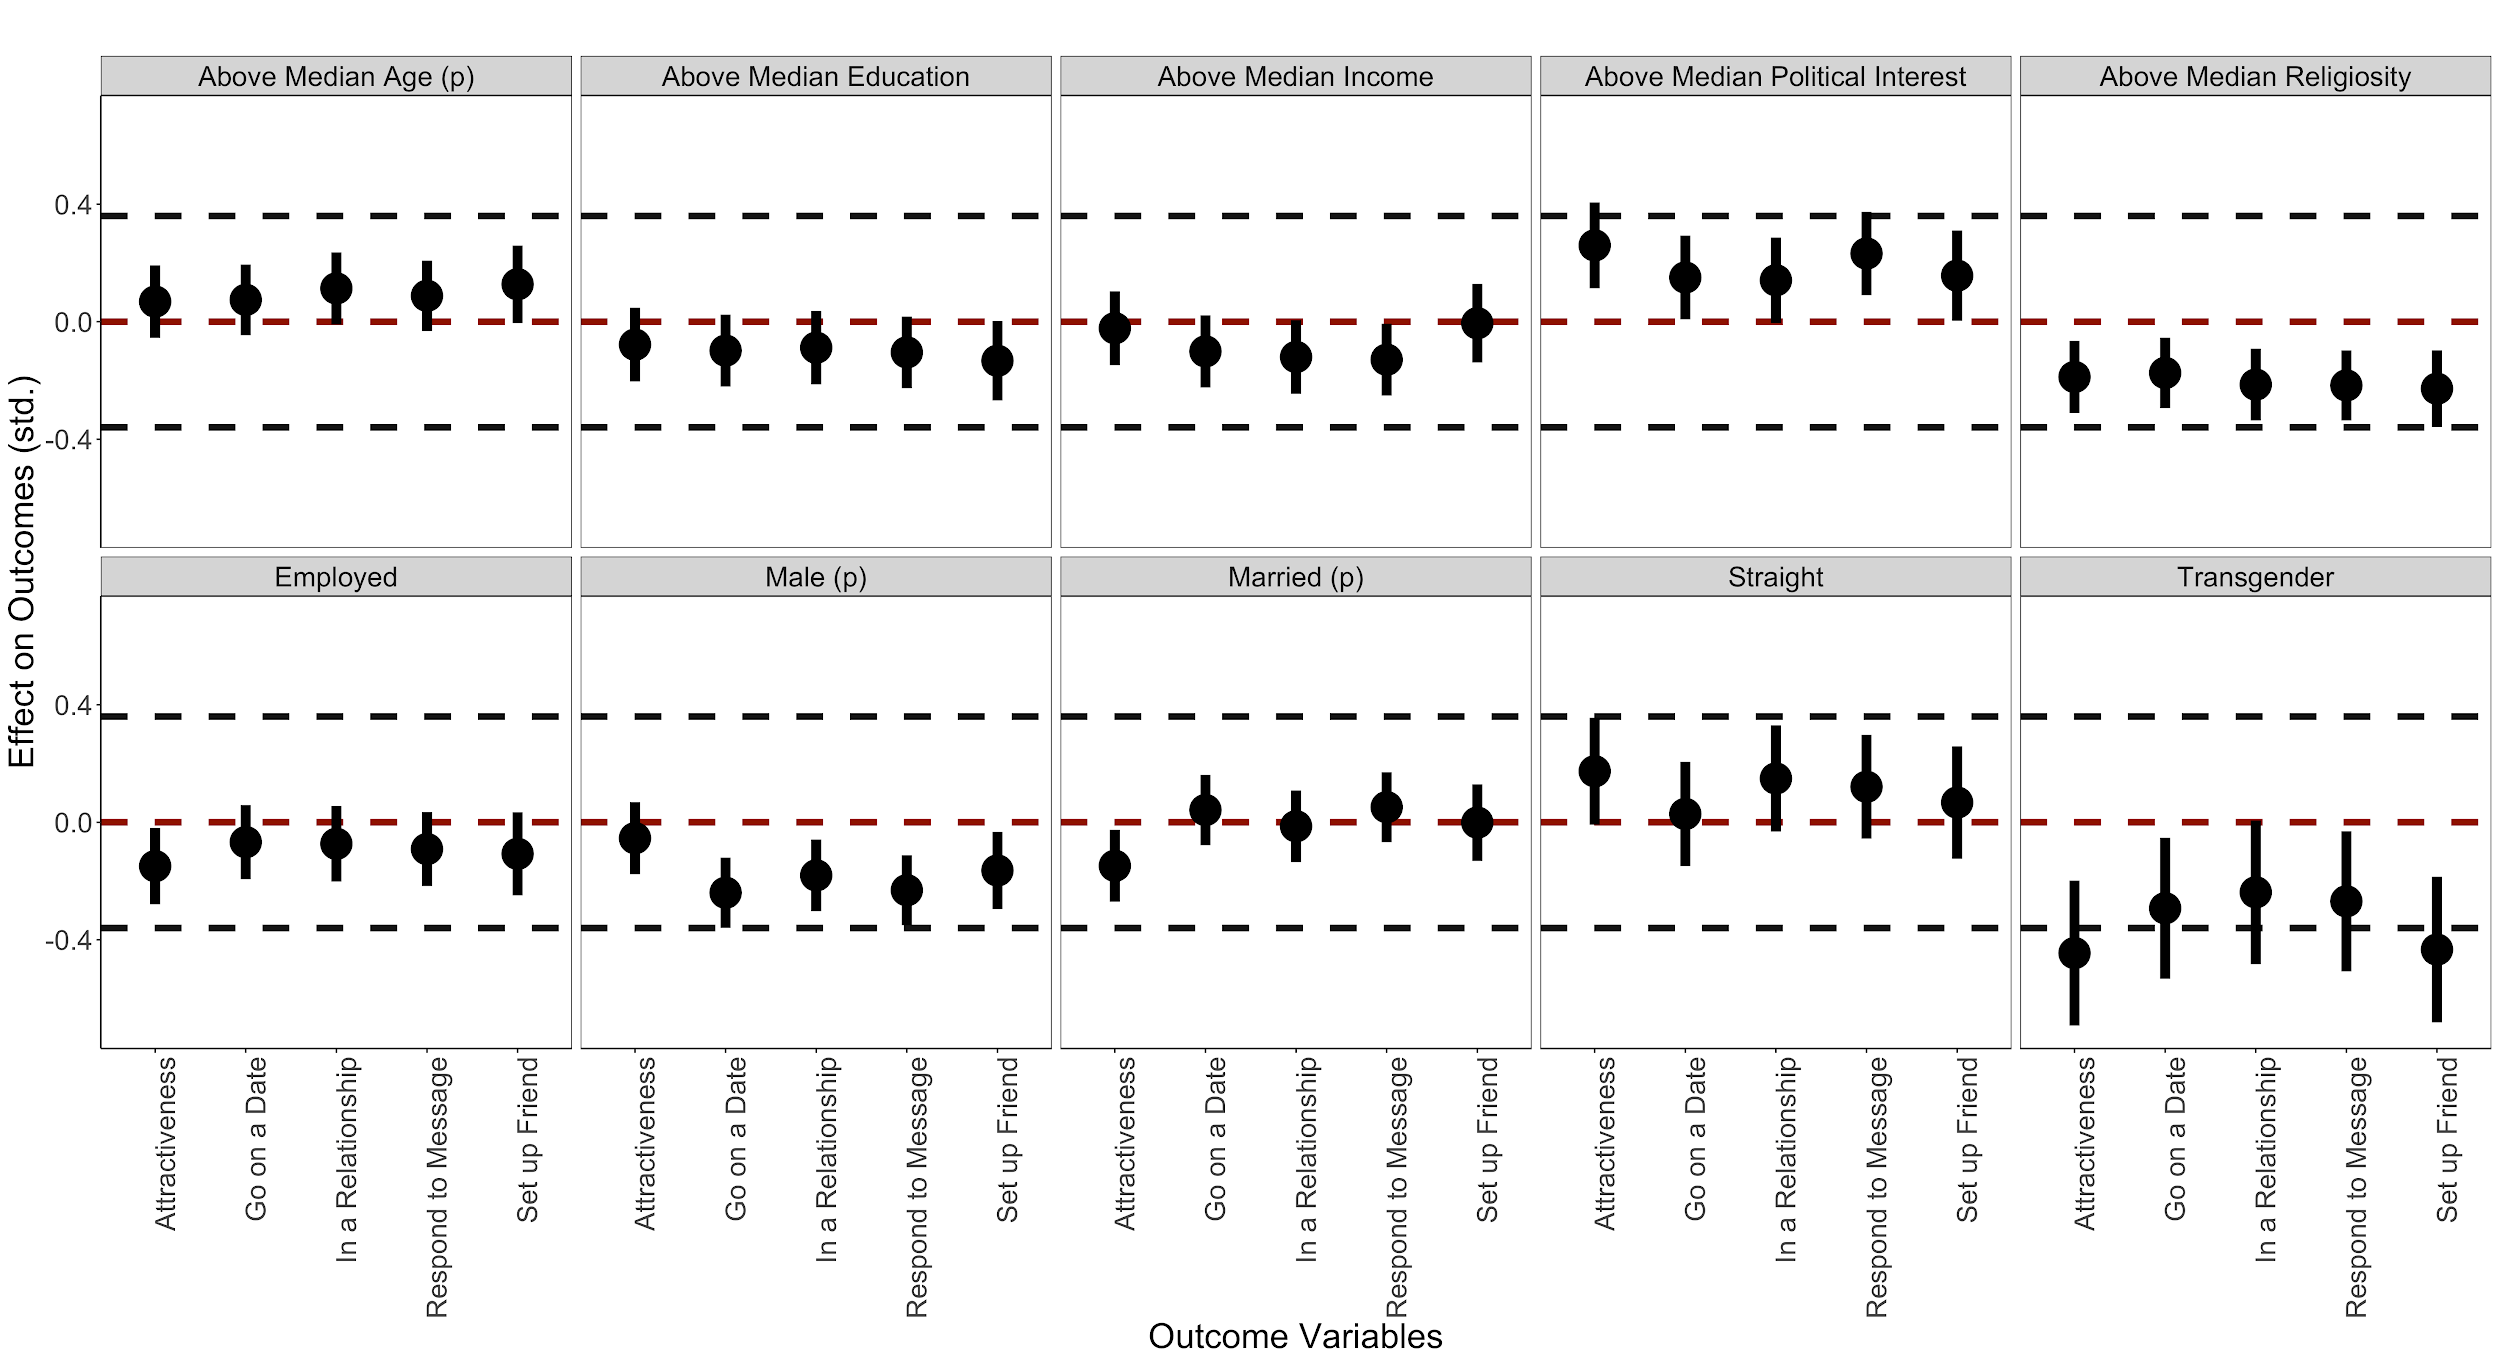 Above Median Age (p)
Above Median Education
Above Median Income
Above Median Political Interest
Above Median Religiosity
0.4
0.0
-0.4
Effect on Outcomes (std.)
Employed
Male (p)
Married (p)
Straight
Transgender
0.4
0.0
-0.4
Attractiveness
Go on a Date
In a Relationship
Respond to Message
Set up Friend
Attractiveness
Go on a Date
In a Relationship
Respond to Message
Set up Friend
Attractiveness
Go on a Date
In a Relationship
Respond to Message
Set up Friend
Attractiveness
Go on a Date
In a Relationship
Respond to Message
Set up Friend
Attractiveness
Go on a Date
In a Relationship
Respond to Message
Set up Friend
Outcome Variables